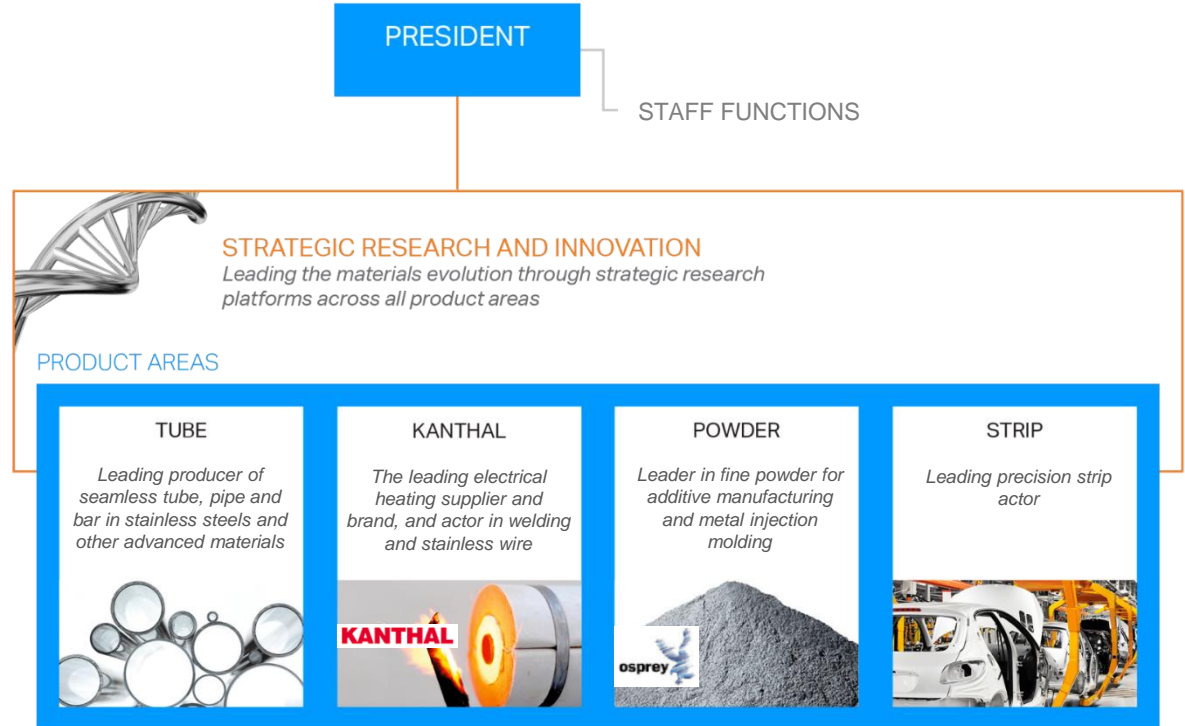 PRESIDENT
STAFF FUNCTIONS
STRATEGIC RESEARCH AND INNOVATION
Leading the materials evolution through strategic research
platforms across all product areas
PRODUCT AREAS
TUBE
Leading producer of
seamless tube, pipe and
bar in stainless steels and
other advanced materials
KANTHAL
The leading electrical
heating supplier and
brand, and actor in welding
and stainless wire
KANTHAL
POWDER
Leader in fine powder for
additive manufacturing
and metal injection
molding
osprey
STRIP
Leading precision strip
actor